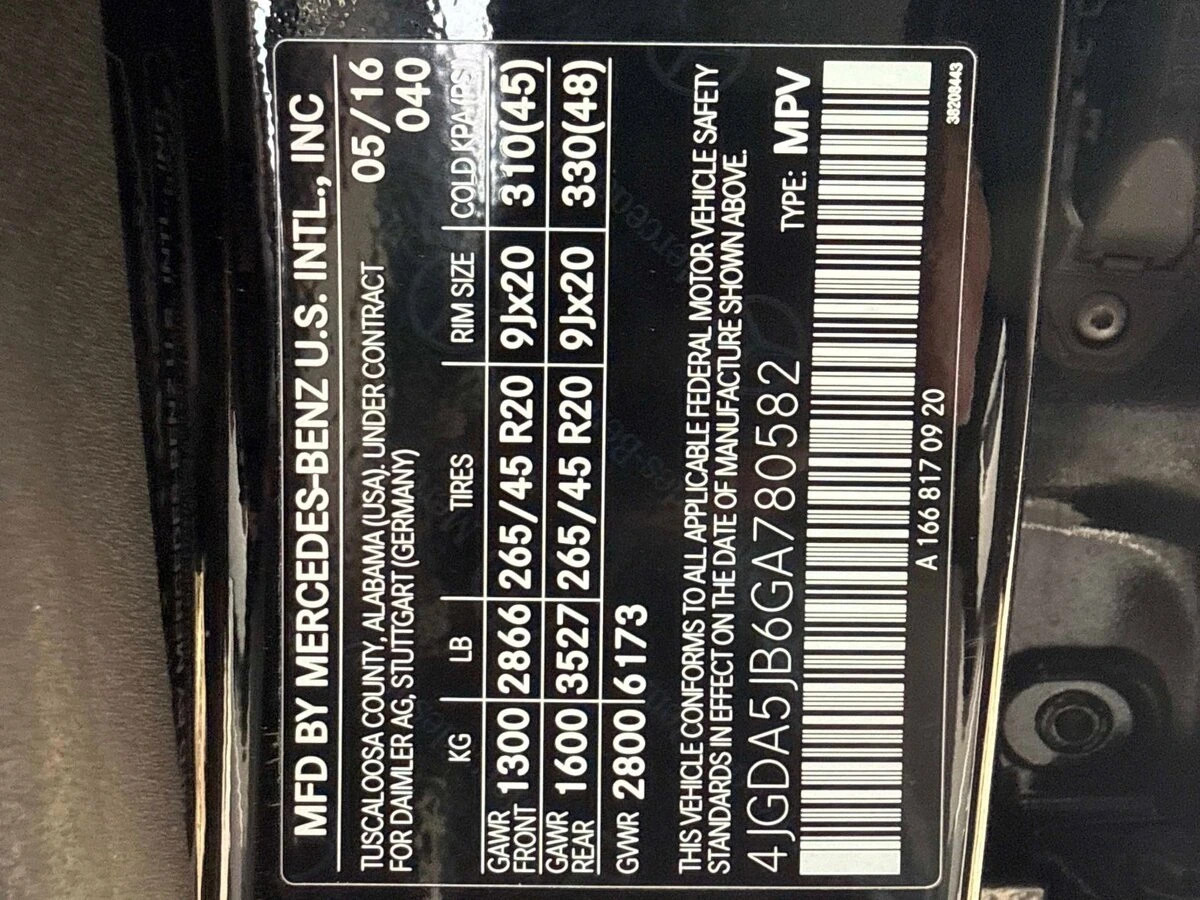 MFD BY MERCEDES-BENZ U.S. INTL., INC
TUSCALOOSA COUNTY, ALABAMA (USA). UNDER CONTRACT 05/16
FOR DAIMLER AG, STUTTGART (GERMANY) 040
KG LB TIRES RIM SIZE COLD KPA/(PSI)
GAWR FRONT 1300 2866 265/45 R20 9Jx20 310(45)
GAWR REAR 1600 3527 265/45 R20 9Jx20 330(48)
GVWR 2800 6173
THIS VEHICLE CONFORMS TO ALL APPLICABLE FEDERAL MOTOR VEHICLE SAFETY
STANDARDS IN EFFECT ON THE DATE OF MANUFACTURE SHOWN ABOVE.
4JGDA5JB6GA780582 TYPE: MPV
A 166 817 09 20 38208443